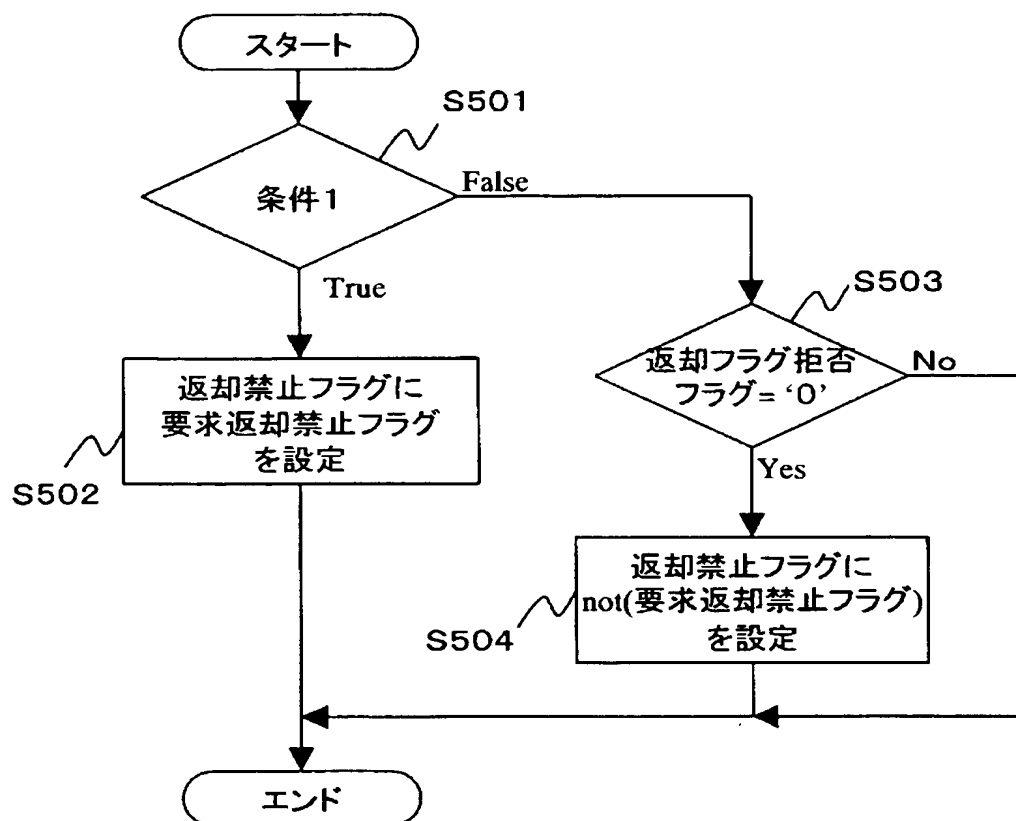 スタート
S501
条件1
False
True
S503
返却フラグ拒否
フラグ= ‘0’
No
返却禁止フラグに
要求返却禁止フラグ
を設定
S502
Yes
返却禁止フラグに
not(要求返却禁止フラグ)
を設定
S504
エンド